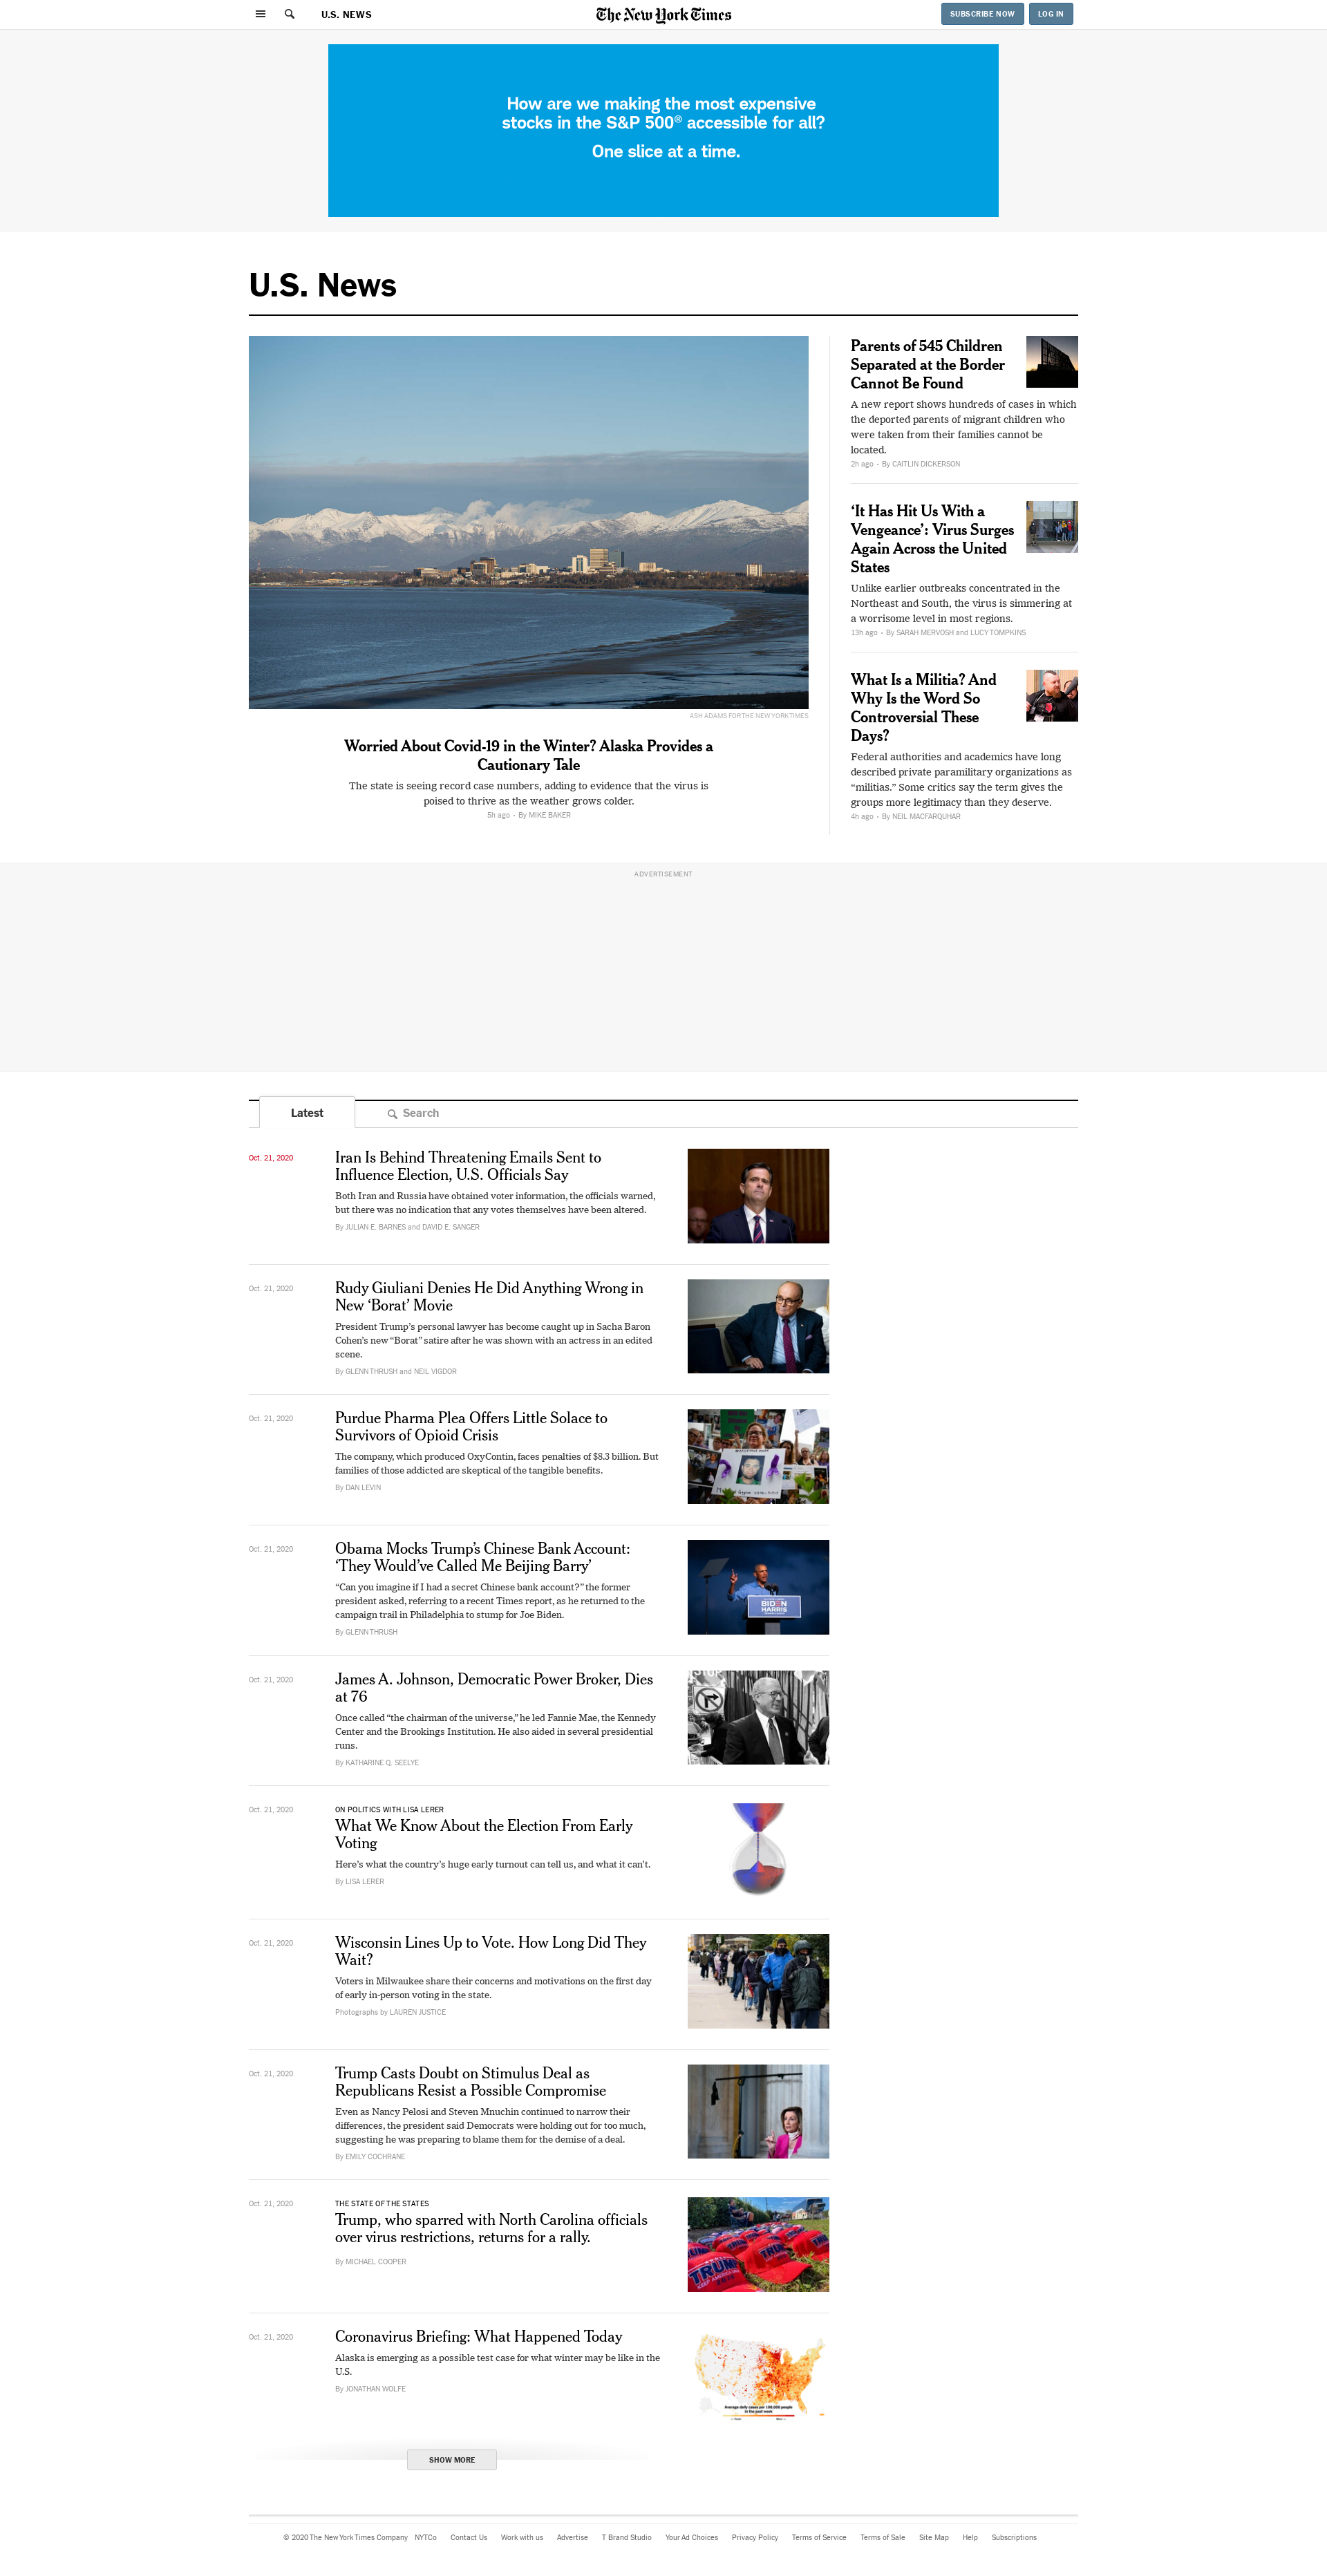 U.S. NEWS
The New York Times
SUBSCRIBE NOW
LOG IN
How are we making the most expensive
stocks in the S&P 500® accessible for all?
One slice at a time.
U.S. News
ASH ADAMS FOR THE NEW YORK TIMES
Worried About Covid-19 in the Winter? Alaska Provides a
Cautionary Tale
The state is seeing record case numbers, adding to evidence that the virus is
poised to thrive as the weather grows colder.
5h ago • By MIKE BAKER
Parents of 545 Children
Separated at the Border
Cannot Be Found
A new report shows hundreds of cases in which
the deported parents of migrant children who
were taken from their families cannot be
located.
2h ago • By CAITLIN DICKERSON
‘It Has Hit Us With a
Vengeance’: Virus Surges
Again Across the United
States
Unlike earlier outbreaks concentrated in the
Northeast and South, the virus is simmering at
a worrisome level in most regions.
13h ago • By SARAH MERVOSH and LUCY TOMPKINS
What Is a Militia? And
Why Is the Word So
Controversial These
Days?
Federal authorities and academics have long
described private paramilitary organizations as
“militias.” Some critics say the term gives the
groups more legitimacy than they deserve.
4h ago • By NEIL MACFARQUHAR
ADVERTISEMENT
Latest
Search
Oct. 21, 2020
Iran Is Behind Threatening Emails Sent to
Influence Election, U.S. Officials Say
Both Iran and Russia have obtained voter information, the officials warned,
but there was no indication that any votes themselves have been altered.
By JULIAN E. BARNES and DAVID E. SANGER
Oct. 21, 2020
Rudy Giuliani Denies He Did Anything Wrong in
New ‘Borat’ Movie
President Trump’s personal lawyer has become caught up in Sacha Baron
Cohen’s new “Borat” satire after he was shown with an actress in an edited
scene.
By GLENN THRUSH and NEIL VIGDOR
Oct. 21, 2020
Purdue Pharma Plea Offers Little Solace to
Survivors of Opioid Crisis
The company, which produced OxyContin, faces penalties of $8.3 billion. But
families of those addicted are skeptical of the tangible benefits.
By DAN LEVIN
Oct. 21, 2020
Obama Mocks Trump’s Chinese Bank Account:
‘They Would’ve Called Me Beijing Barry’
“Can you imagine if I had a secret Chinese bank account?” the former
president asked, referring to a recent Times report, as he returned to the
campaign trail in Philadelphia to stump for Joe Biden.
By GLENN THRUSH
BIDEN
HARRIS
Oct. 21, 2020
James A. Johnson, Democratic Power Broker, Dies
at 76
Once called “the chairman of the universe,” he led Fannie Mae, the Kennedy
Center and the Brookings Institution. He also aided in several presidential
runs.
By KATHARINE Q. SEELYE
STOP
Oct. 21, 2020
ON POLITICS WITH LISA LERER
What We Know About the Election From Early
Voting
Here’s what the country’s huge early turnout can tell us, and what it can’t.
By LISA LERER
Oct. 21, 2020
Wisconsin Lines Up to Vote. How Long Did They
Wait?
Voters in Milwaukee share their concerns and motivations on the first day
of early in-person voting in the state.
Photographs by LAUREN JUSTICE
Oct. 21, 2020
Trump Casts Doubt on Stimulus Deal as
Republicans Resist a Possible Compromise
Even as Nancy Pelosi and Steven Mnuchin continued to narrow their
differences, the president said Democrats were holding out for too much,
suggesting he was preparing to blame them for the demise of a deal.
By EMILY COCHRANE
Oct. 21, 2020
THE STATE OF THE STATES
Trump, who sparred with North Carolina officials
over virus restrictions, returns for a rally.
By MICHAEL COOPER
TRUMP
Oct. 21, 2020
Coronavirus Briefing: What Happened Today
Alaska is emerging as a possible test case for what winter may be like in the
U.S.
By JONATHAN WOLFE
Average daily cases per 100,000 people
in the past week
SHOW MORE
© 2020 The New York Times Company NYTCo Contact Us Work with us Advertise T Brand Studio Your Ad Choices Privacy Policy Terms of Service Terms of Sale Site Map Help Subscriptions